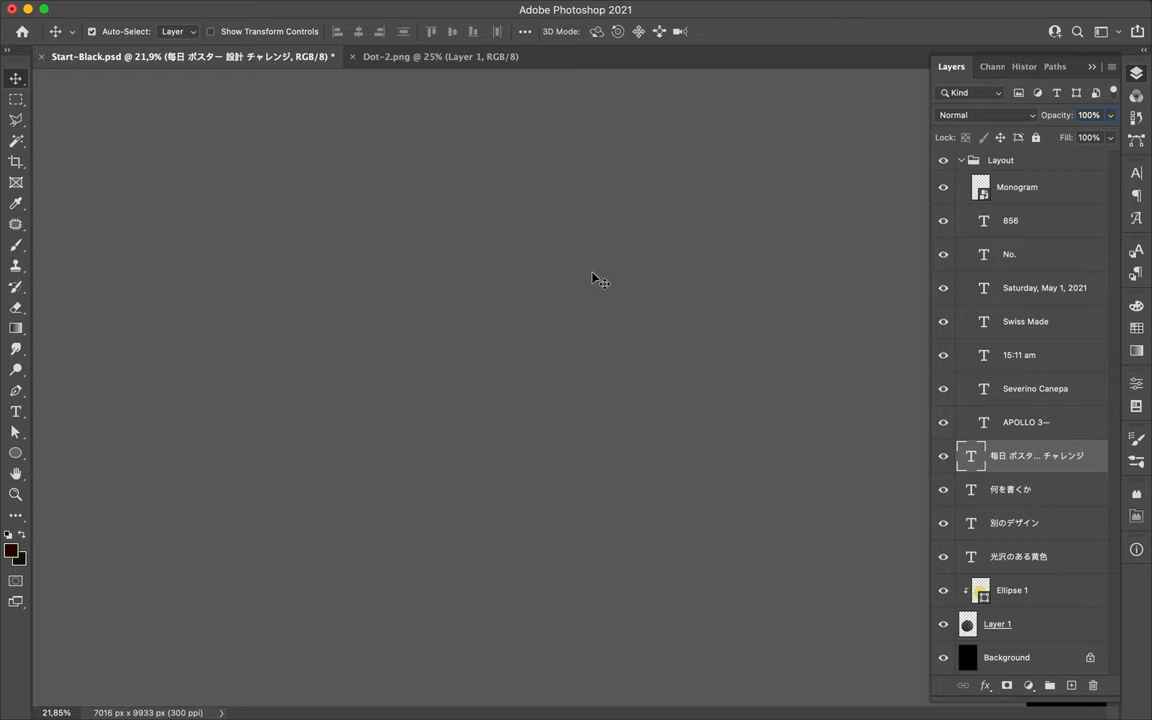 Adobe Photoshop 2021
Auto-Select: Layer Show Transform Controls 3D Mode:
Start-Black.psd @ 21,9% (毎日 ポスター 設計 チャレンジ, RGB/8) * Dot-2.png @ 25% (Layer 1, RGB/8)
Layers Chann Histor Paths
Kind
Normal Opacity: 100%
Lock: Fill: 100%
Layout
Monogram
856
No.
Saturday, May 1, 2021
Swiss Made
15:11 am
Severino Canepa
APOLLO 3—
毎日 ポスタ... チャレンジ
何を書くか
別のデザイン
光沢のある黄色
Ellipse 1
Layer 1
Background
21,85% 7016 px x 9933 px (300 ppi)